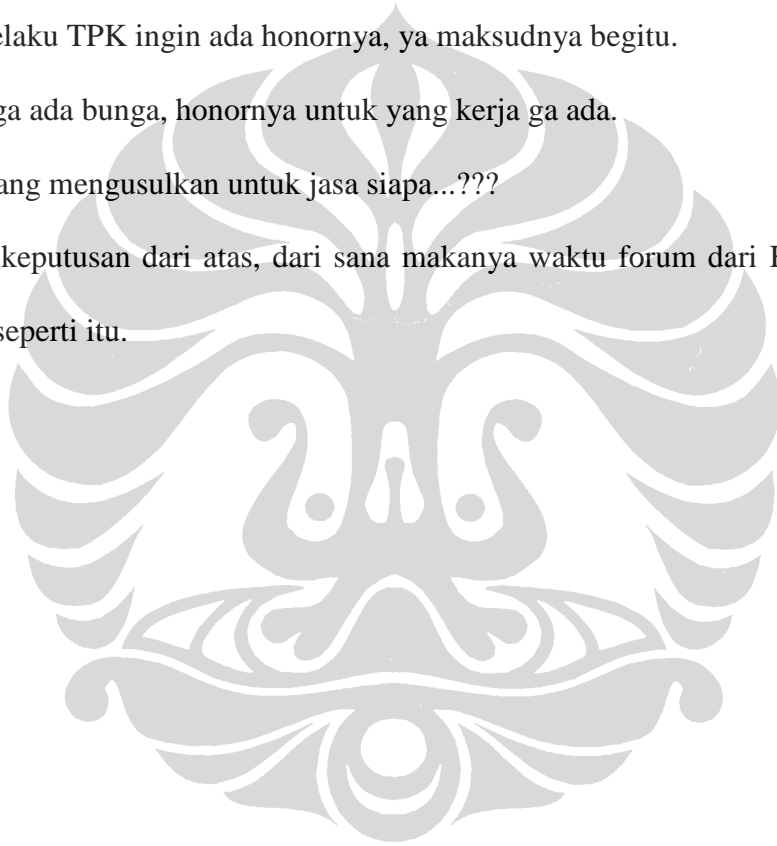 elaku TPK ingin ada honornya, ya maksudnya begitu.
ga ada bunga, honornya untuk yang kerja ga ada.
ang mengusulkan untuk jasa siapa...???
keputusan dari atas, dari sana makanya waktu forum dari
seperti itu.